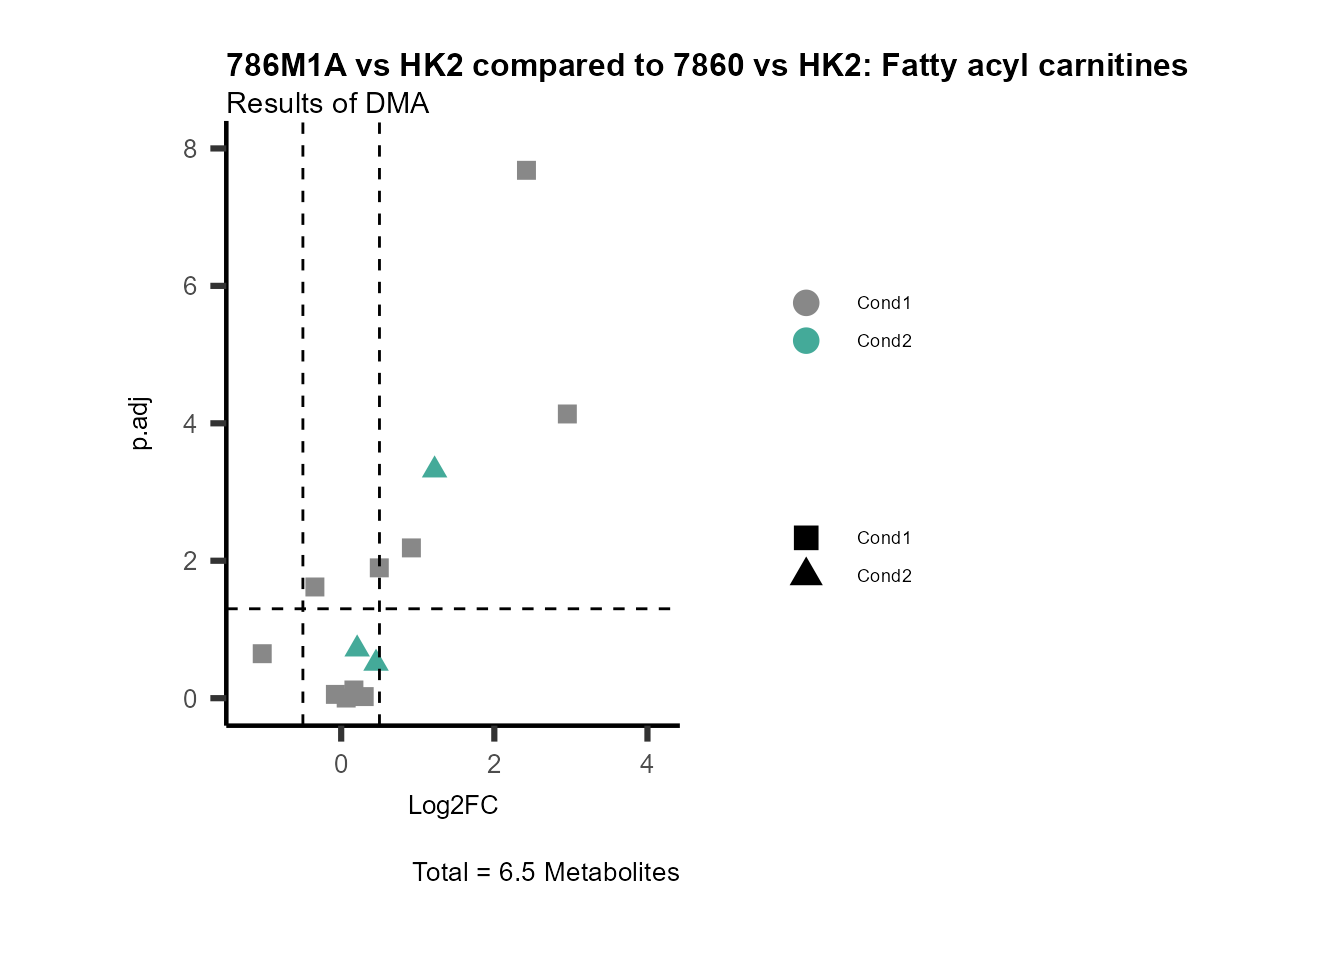 786M1A vs HK2 compared to 7860 vs HK2: Fatty acyl carnitines
Results of DMA
8
6
4
2
0
p.adj
0 2 4
Log2FC
Cond1
Cond2
Cond1
Cond2
Total = 6.5 Metabolites